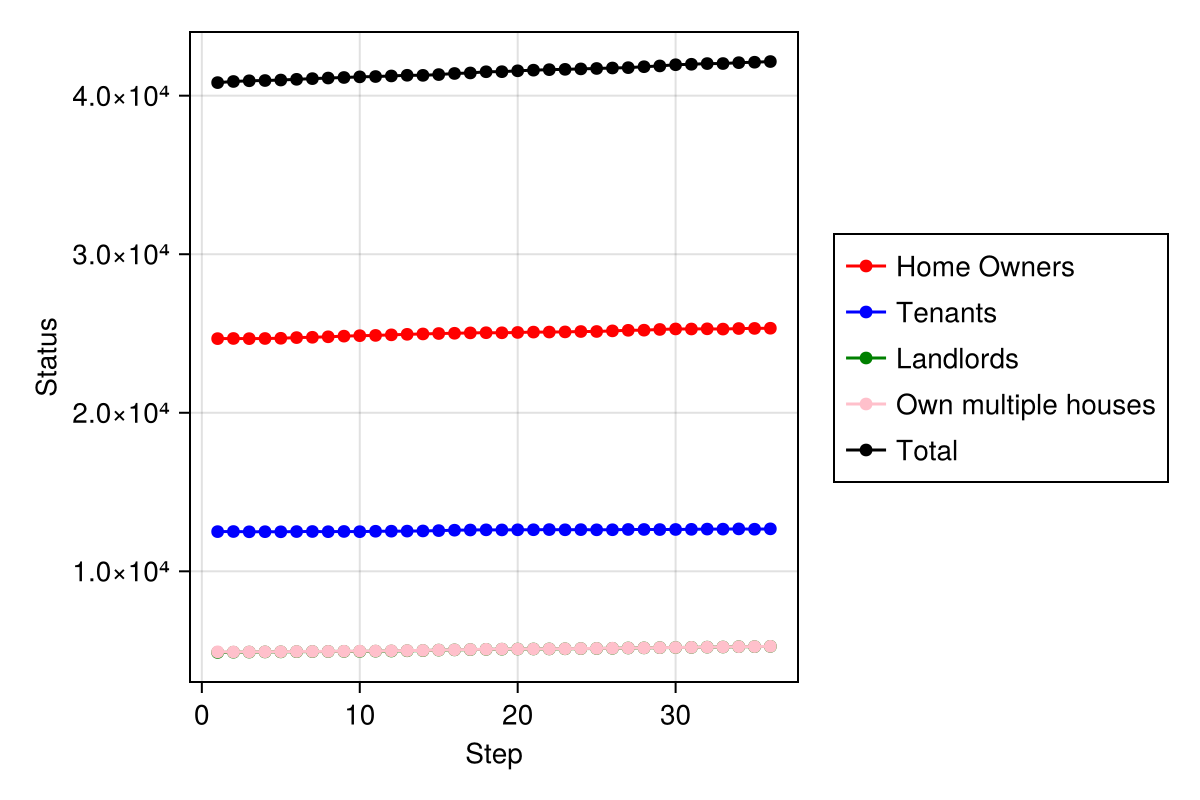 4.0×10⁴
3.0×10⁴
2.0×10⁴
1.0×10⁴
Status
0 10 20 30
Step
Home Owners
Tenants
Landlords
Own multiple houses
Total